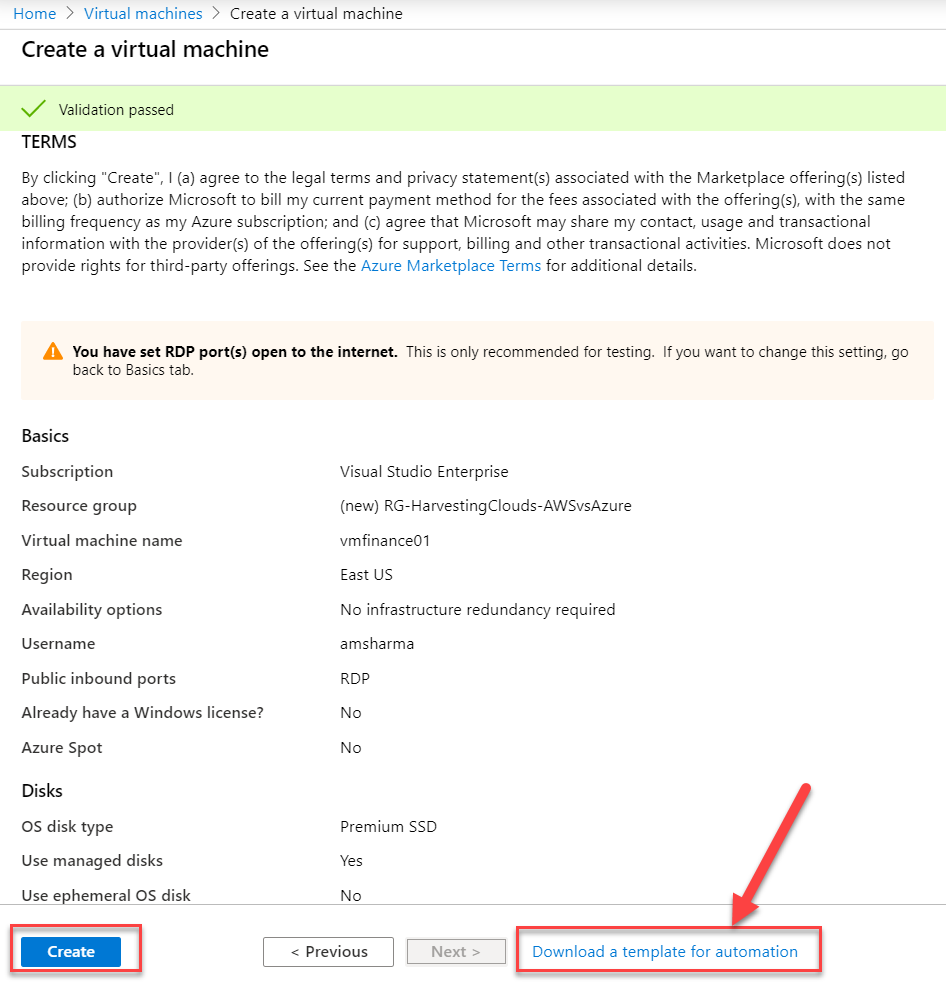 Home > Virtual machines > Create a virtual machine
Create a virtual machine
Validation passed
TERMS
By clicking "Create", I (a) agree to the legal terms and privacy statement(s) associated with the Marketplace offering(s) listed
above; (b) authorize Microsoft to bill my current payment method for the fees associated with the offering(s), with the same
billing frequency as my Azure subscription; and (c) agree that Microsoft may share my contact, usage and transactional
information with the provider(s) of the offering(s) for support, billing and other transactional activities. Microsoft does not
provide rights for third-party offerings. See the Azure Marketplace Terms for additional details.
You have set RDP port(s) open to the internet. This is only recommended for testing. If you want to change this setting, go
back to Basics tab.
Basics
Subscription Visual Studio Enterprise
Resource group (new) RG-HarvestingClouds-AWSvsAzure
Virtual machine name vmfinance01
Region East US
Availability options No infrastructure redundancy required
Username amsharma
Public inbound ports RDP
Already have a Windows license? No
Azure Spot No
Disks
OS disk type Premium SSD
Use managed disks Yes
Use ephemeral OS disk No
Create < Previous Next > Download a template for automation